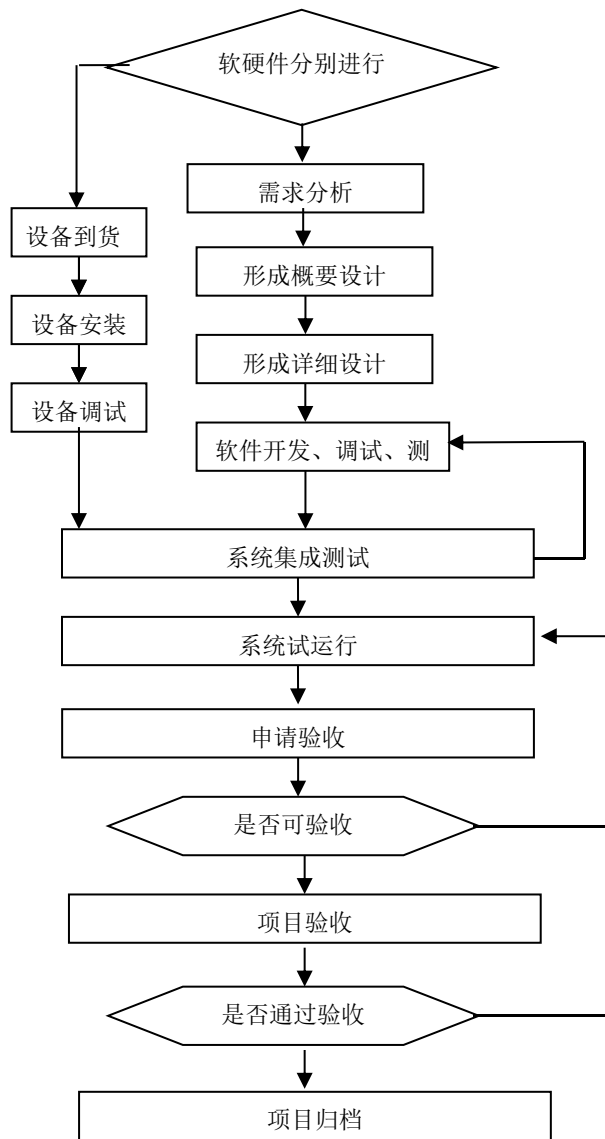 软硬件分别进行
需求分析
设备到货
形成概要设计
设备安装
形成详细设计
设备调试
软件开发、调试、测
系统集成测试
系统试运行
申请验收
是否可验收
项目验收
是否通过验收
项目归档